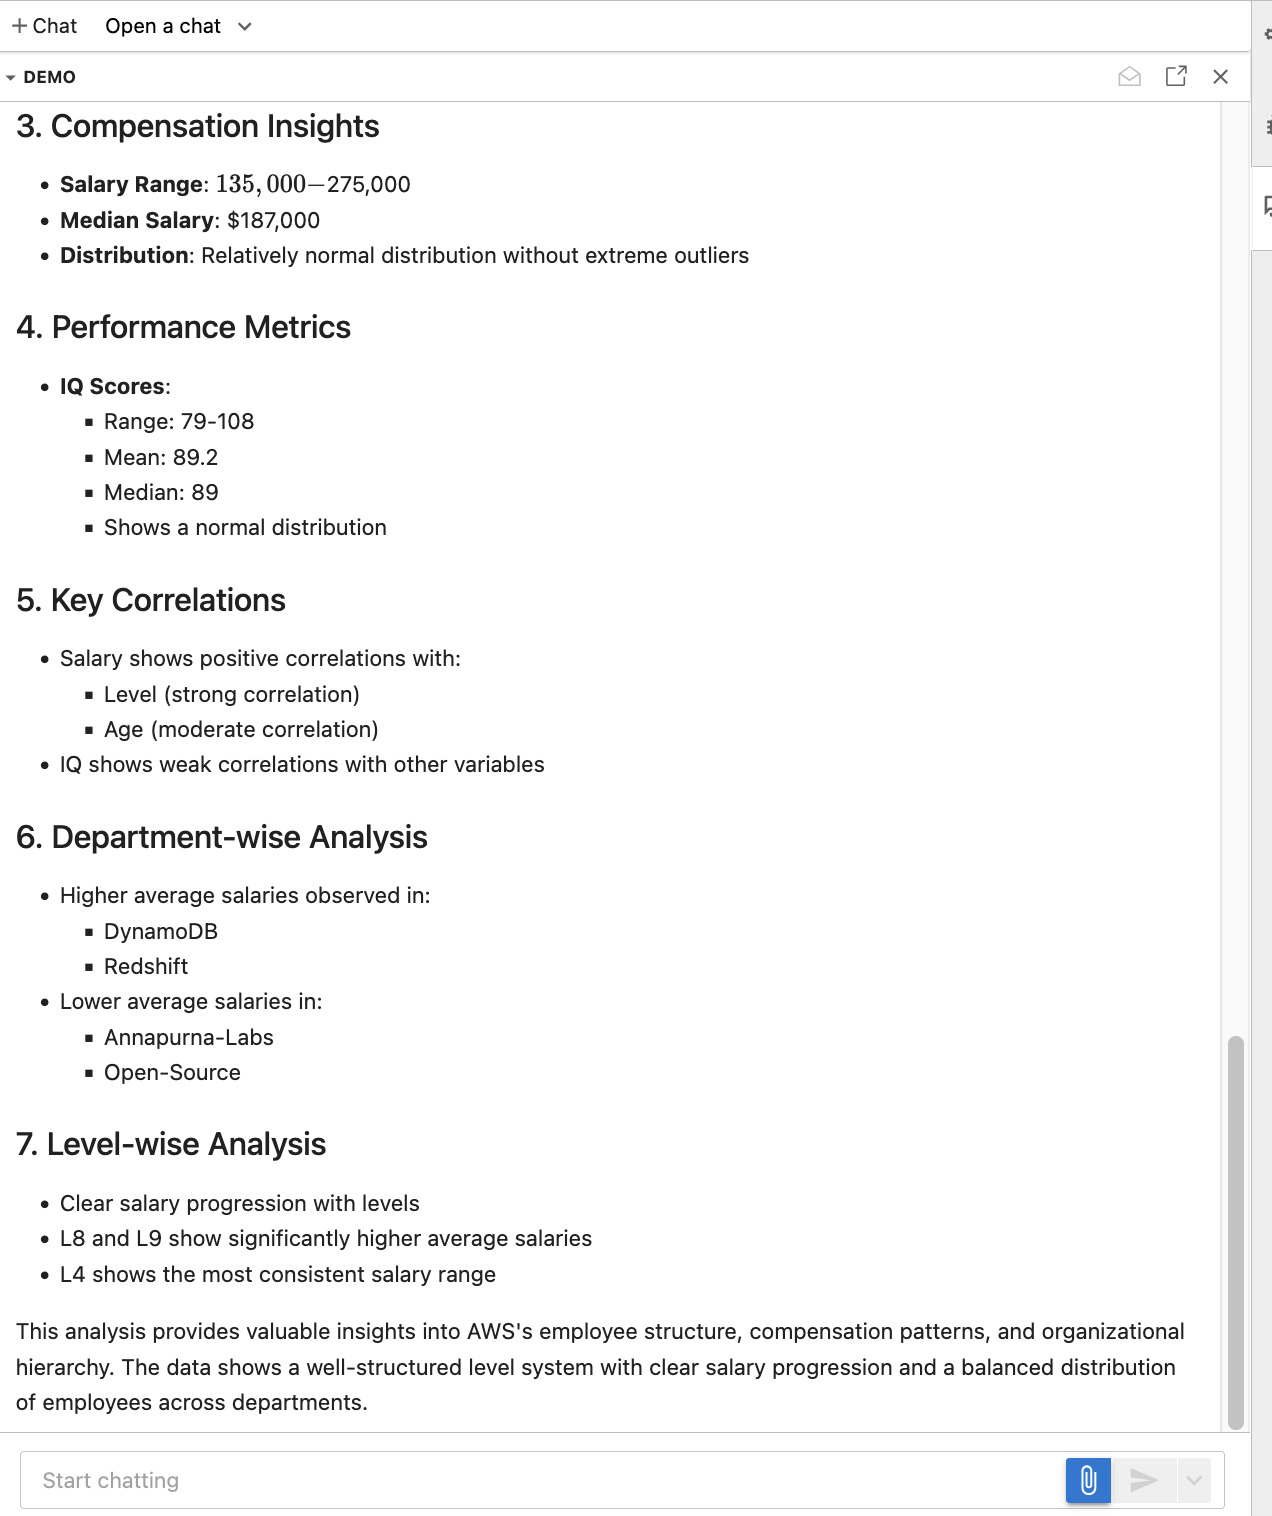 + Chat Open a chat
DEMO
3. Compensation Insights
• Salary Range: 135,000−275,000
• Median Salary: $187,000
• Distribution: Relatively normal distribution without extreme outliers
4. Performance Metrics
• IQ Scores:
▪ Range: 79-108
▪ Mean: 89.2
▪ Median: 89
▪ Shows a normal distribution
5. Key Correlations
• Salary shows positive correlations with:
▪ Level (strong correlation)
▪ Age (moderate correlation)
• IQ shows weak correlations with other variables
6. Department-wise Analysis
• Higher average salaries observed in:
▪ DynamoDB
▪ Redshift
• Lower average salaries in:
▪ Annapurna-Labs
▪ Open-Source
7. Level-wise Analysis
• Clear salary progression with levels
• L8 and L9 show significantly higher average salaries
• L4 shows the most consistent salary range
This analysis provides valuable insights into AWS's employee structure, compensation patterns, and organizational
hierarchy. The data shows a well-structured level system with clear salary progression and a balanced distribution
of employees across departments.
Start chatting